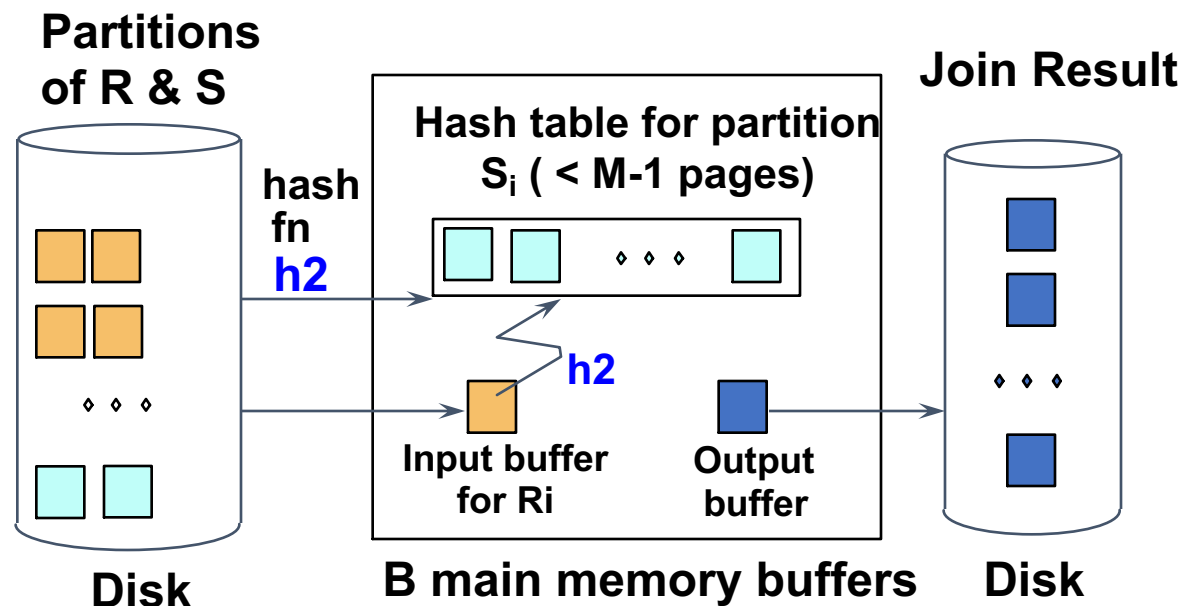 Partitions
of R & S
hash
fn
h2
Hash table for partition
Sᵢ ( < M-1 pages)
h2
Input buffer
for Ri
Output
buffer
Join Result
Disk
B main memory buffers
Disk